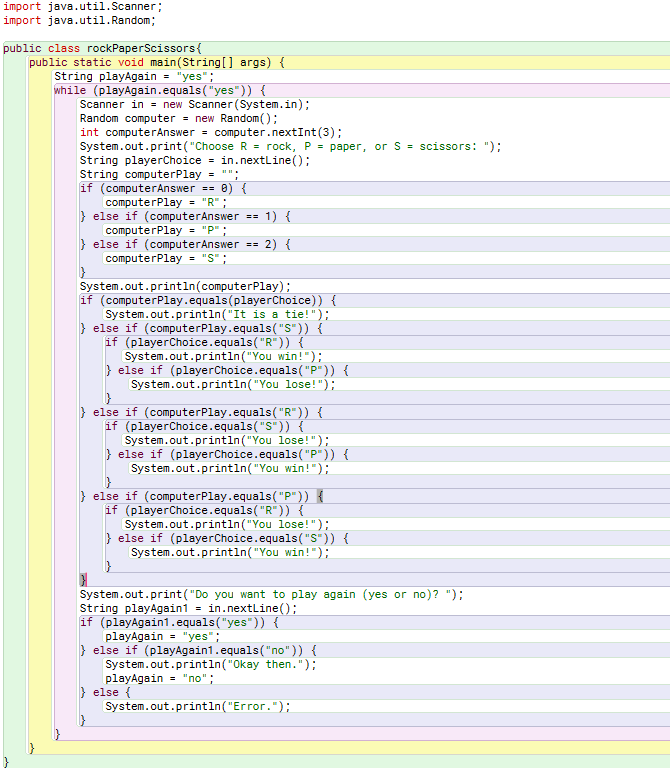 import java.util.Scanner;
import java.util.Random;

public class rockPaperScissors{
    public static void main(String[] args) {
        String playAgain = "yes";
        while (playAgain.equals("yes")) {
            Scanner in = new Scanner(System.in);
            Random computer = new Random();
            int computerAnswer = computer.nextInt(3);
            System.out.print("Choose R = rock, P = paper, or S = scissors: ");
            String playerChoice = in.nextLine();
            String computerPlay = "";
            if (computerAnswer == 0) {
                computerPlay = "R";
            } else if (computerAnswer == 1) {
                computerPlay = "P";
            } else if (computerAnswer == 2) {
                computerPlay = "S";
            }
            System.out.println(computerPlay);
            if (computerPlay.equals(playerChoice)) {
                System.out.println("It is a tie!");
            } else if (computerPlay.equals("S")) {
                if (playerChoice.equals("R")) {
                   System.out.println("You win!");
                } else if (playerChoice.equals("P")) {
                    System.out.println("You lose!");
                }
            } else if (computerPlay.equals("R")) {
                if (playerChoice.equals("S")) {
                   System.out.println("You lose!");
                } else if (playerChoice.equals("P")) {
                    System.out.println("You win!");
                }
            } else if (computerPlay.equals("P")) {
                if (playerChoice.equals("R")) {
                   System.out.println("You lose!");
                } else if (playerChoice.equals("S")) {
                    System.out.println("You win!");
                }
            }
            System.out.print("Do you want to play again (yes or no)? ");
            String playAgain1 = in.nextLine();
            if (playAgain1.equals("yes")) {
                playAgain = "yes";
            } else if (playAgain1.equals("no")) {
                System.out.println("Okay then.");
                playAgain = "no";
            } else {
                System.out.println("Error.");
            }
        }
    }
}